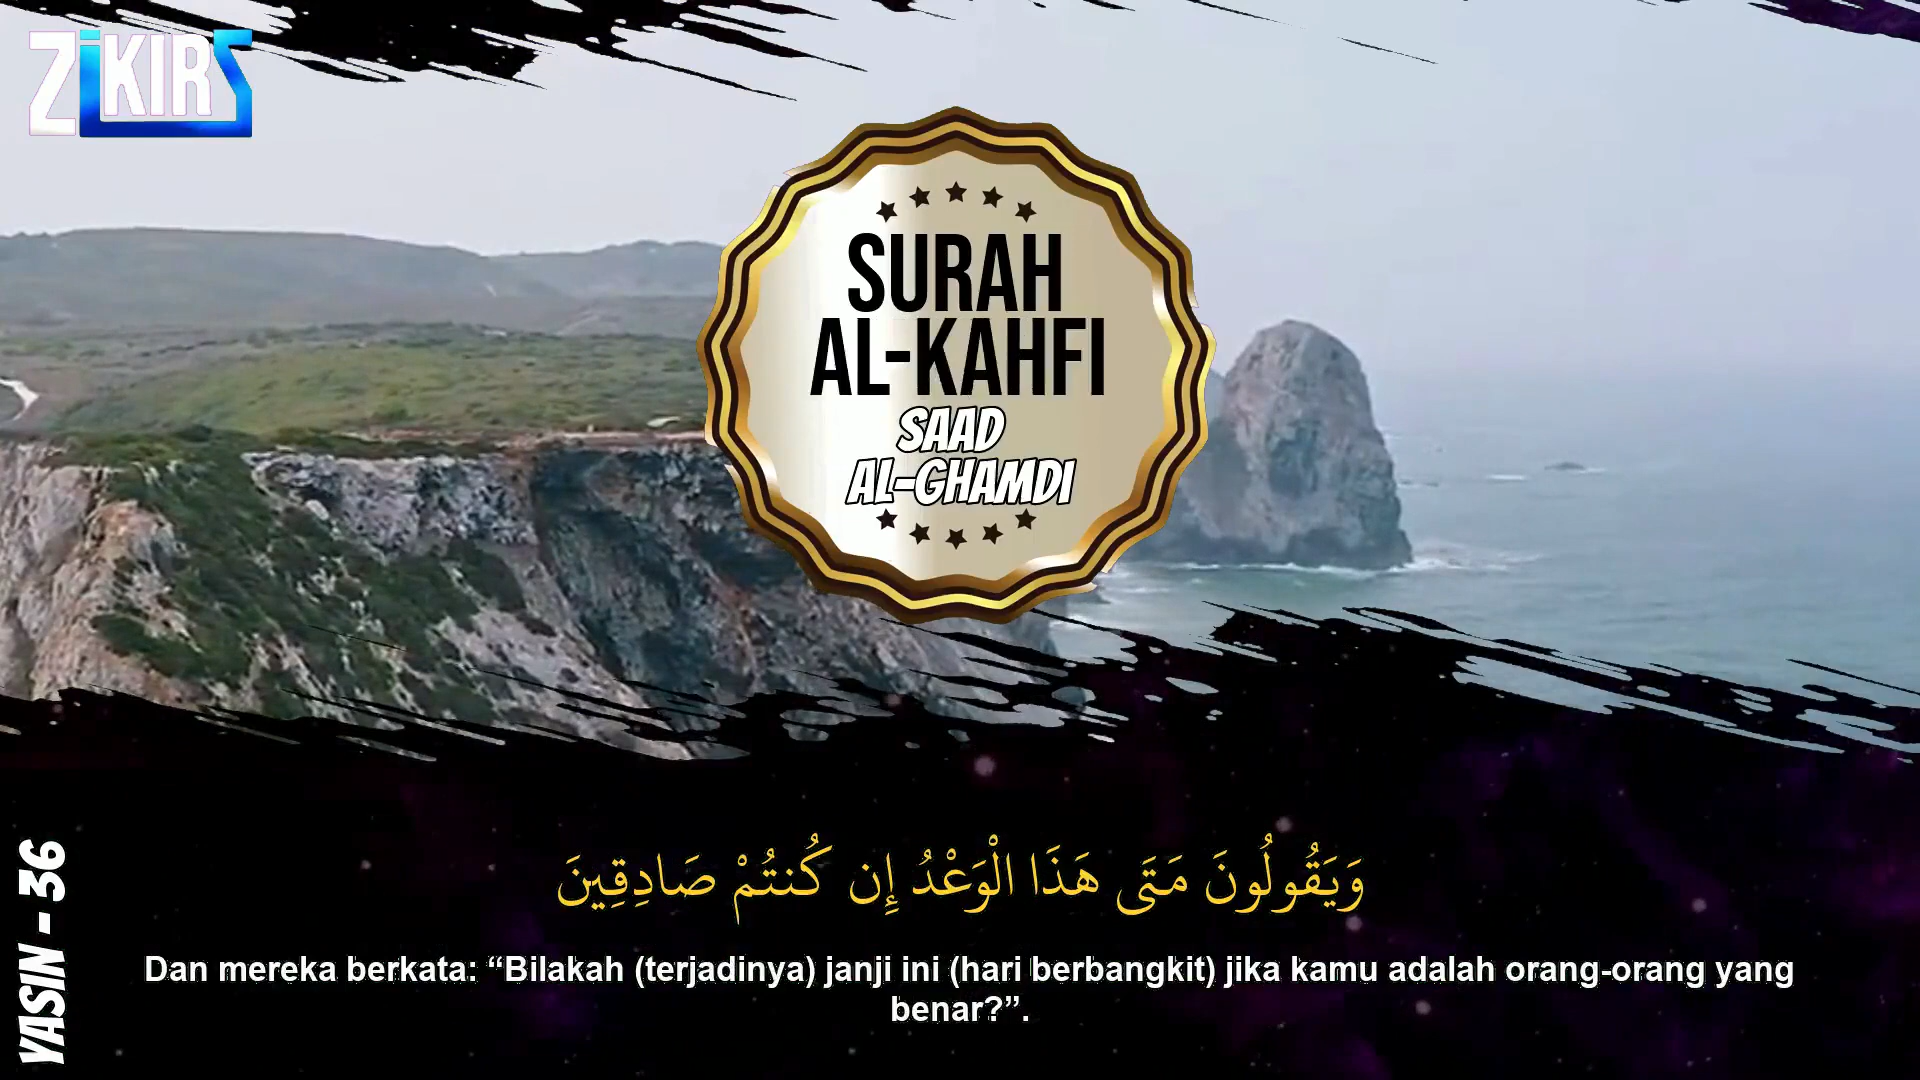 ZIKIRS
SURAH
AL-KAHFI
SAAD
AL-GHAMDI
وَيَقُولُونَ مَتَى هَذَا الْوَعْدُ إِن كُنتُمْ صَادِقِينَ
Dan mereka berkata: “Bilakah (terjadinya) janji ini (hari berbangkit) jika kamu adalah orang-orang yang
benar?”.
YASIN - 36